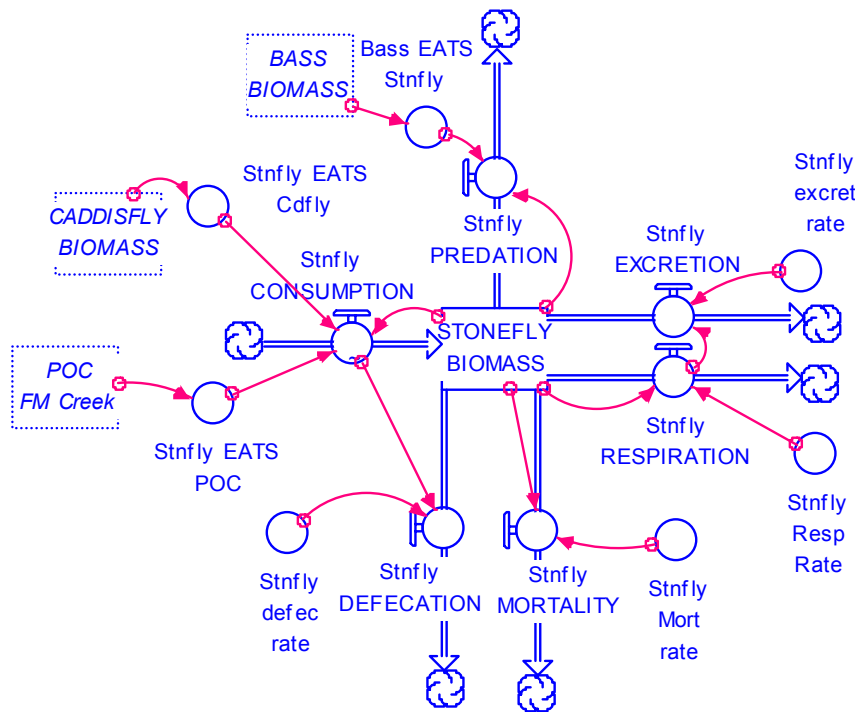 BASS
BIOMASS
Bass EATS
Stnfly
Stnfly
excret
rate
Stnfly EATS
Cdfly
CADDISFLY
BIOMASS
Stnfly
PREDATION
Stnfly
EXCRETION
Stnfly
CONSUMPTION
STONEFLY
BIOMASS
POC
FM Creek
Stnfly EATS
POC
Stnfly
RESPIRATION
Stnfly
Resp
Rate
Stnfly
defec
rate
Stnfly
DEFECATION
Stnfly
MORTALITY
Stnfly
Mort
rate